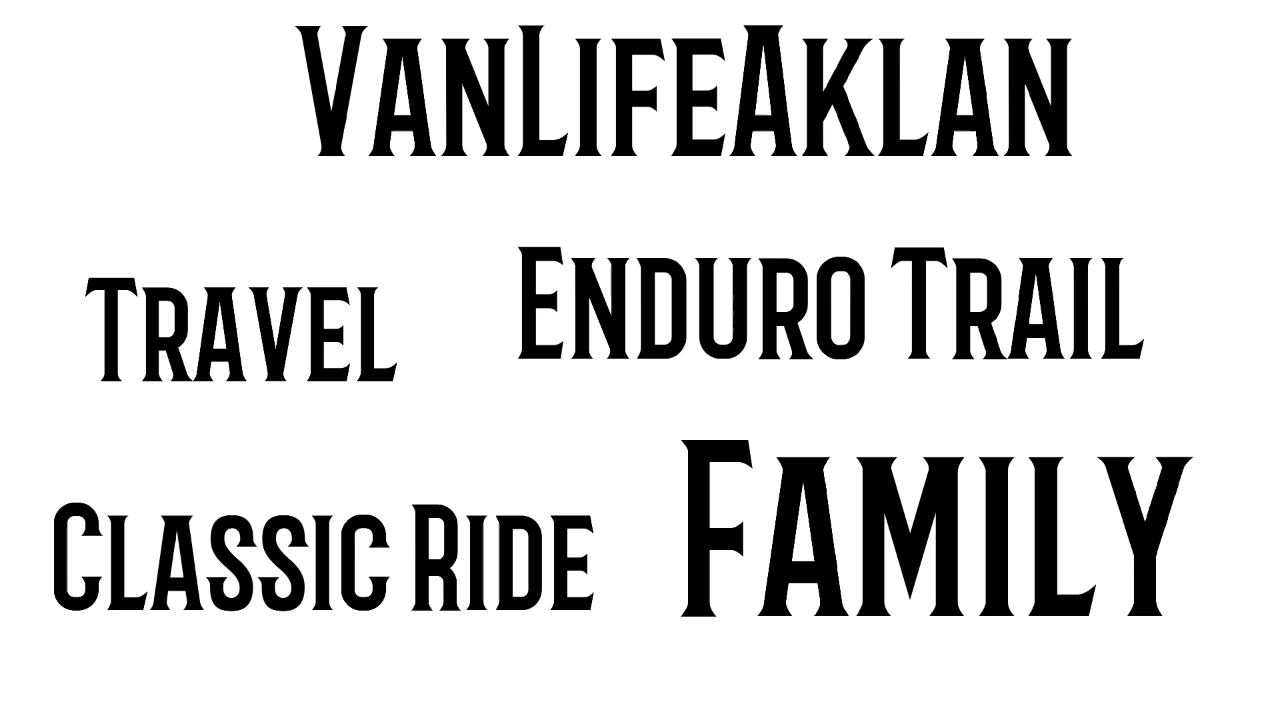 VanLifeAklan
Travel
Enduro Trail
Classic Ride
Family